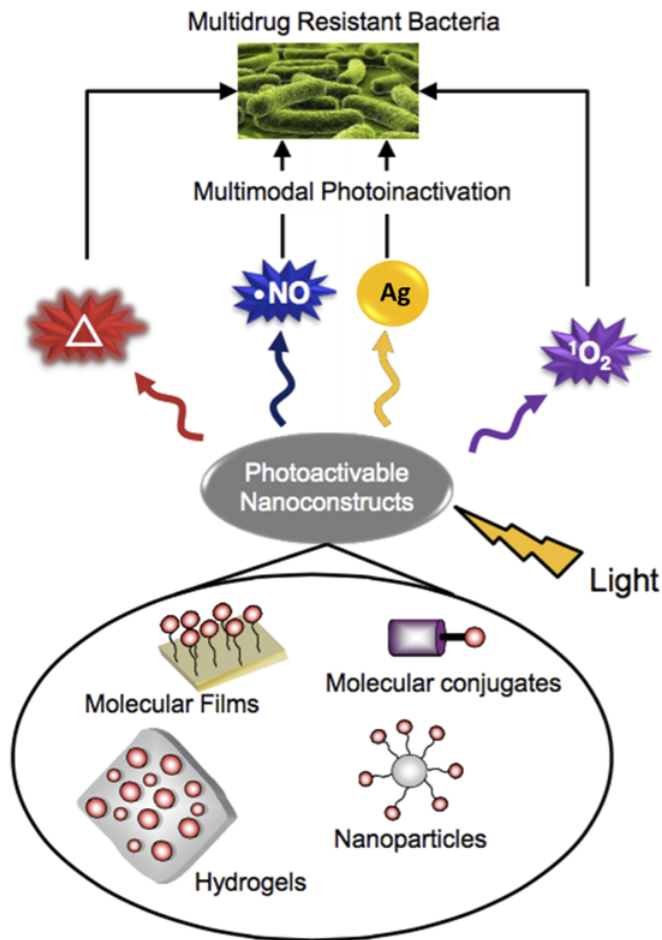 Multidrug Resistant Bacteria
Multimodal Photoinactivation
•NO
Ag
Δ
¹O₂
Photoactivable
Nanoconstructs
Light
Molecular Films
Molecular conjugates
Hydrogels
Nanoparticles